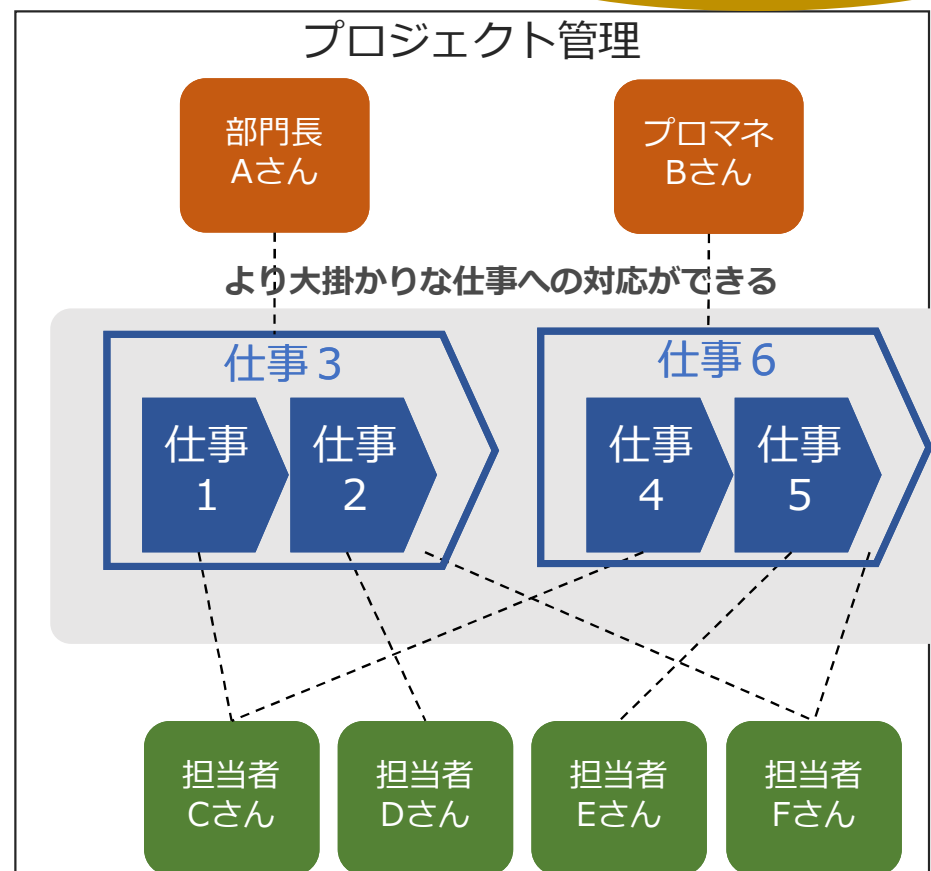 プロジェクト管理
部門長
Aさん
プロマネ
Bさん
より大掛かりな仕事への対応ができる
仕事３
仕事
1
仕事
2
仕事６
仕事
4
仕事
5
担当者
Cさん
担当者
Dさん
担当者
Eさん
担当者
Fさん